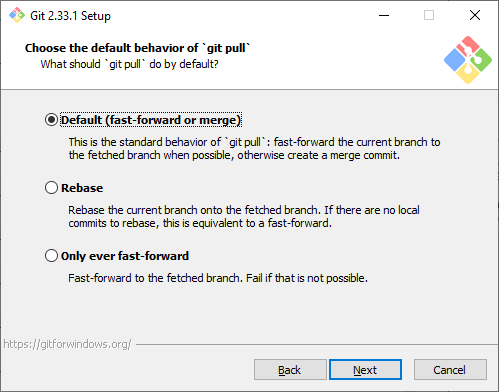 Git 2.33.1 Setup
Choose the default behavior of `git pull`
What should `git pull` do by default?
Default (fast-forward or merge)
This is the standard behavior of `git pull`: fast-forward the current branch to
the fetched branch when possible, otherwise create a merge commit.
Rebase
Rebase the current branch onto the fetched branch. If there are no local
commits to rebase, this is equivalent to a fast-forward.
Only ever fast-forward
Fast-forward to the fetched branch. Fail if that is not possible.
https://gitforwindows.org/
Back Next Cancel